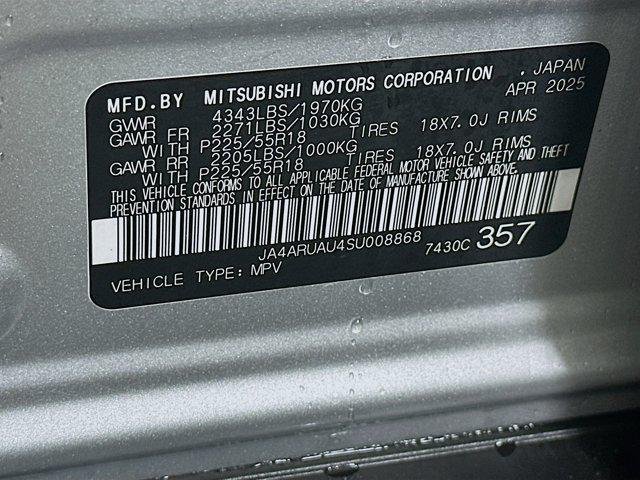 MFD.BY MITSUBISHI MOTORS CORPORATION , JAPAN
GVWR 4343LBS/1970KG APR 2025
GAWR FR 2271LBS/1030KG
WITH P225/55R18 TIRES 18X7.0J RIMS
GAWR RR 2205LBS/1000KG
WITH P225/55R18 TIRES 18X7.0J RIMS
THIS VEHICLE CONFORMS TO ALL APPLICABLE FEDERAL MOTOR VEHICLE SAFETY AND THEFT
PREVENTION STANDARDS IN EFFECT ON THE DATE OF MANUFACTURE SHOWN ABOVE.
JA4ARUAU4SU008868 7430C 357
VEHICLE TYPE: MPV